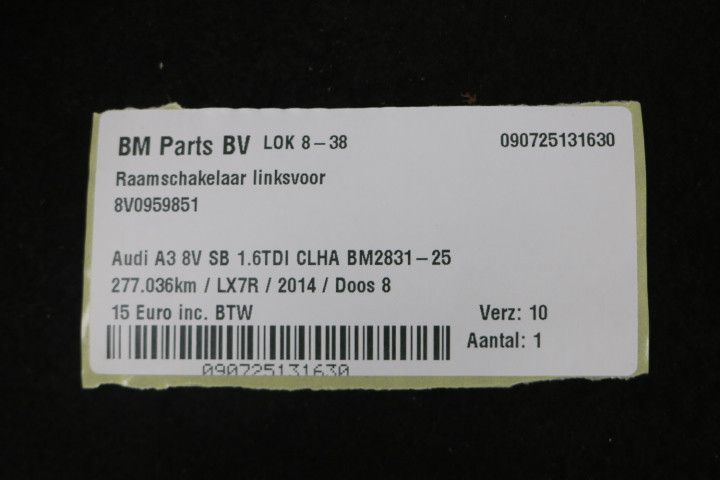 BM Parts BV LOK 8-38 090725131630
Raamschakelaar linksvoor
8V0959851
Audi A3 8V SB 1.6TDI CLHA BM2831-25
277.036km / LX7R / 2014 / Doos 8
15 Euro inc. BTW Verz: 10
Aantal: 1
090725131630